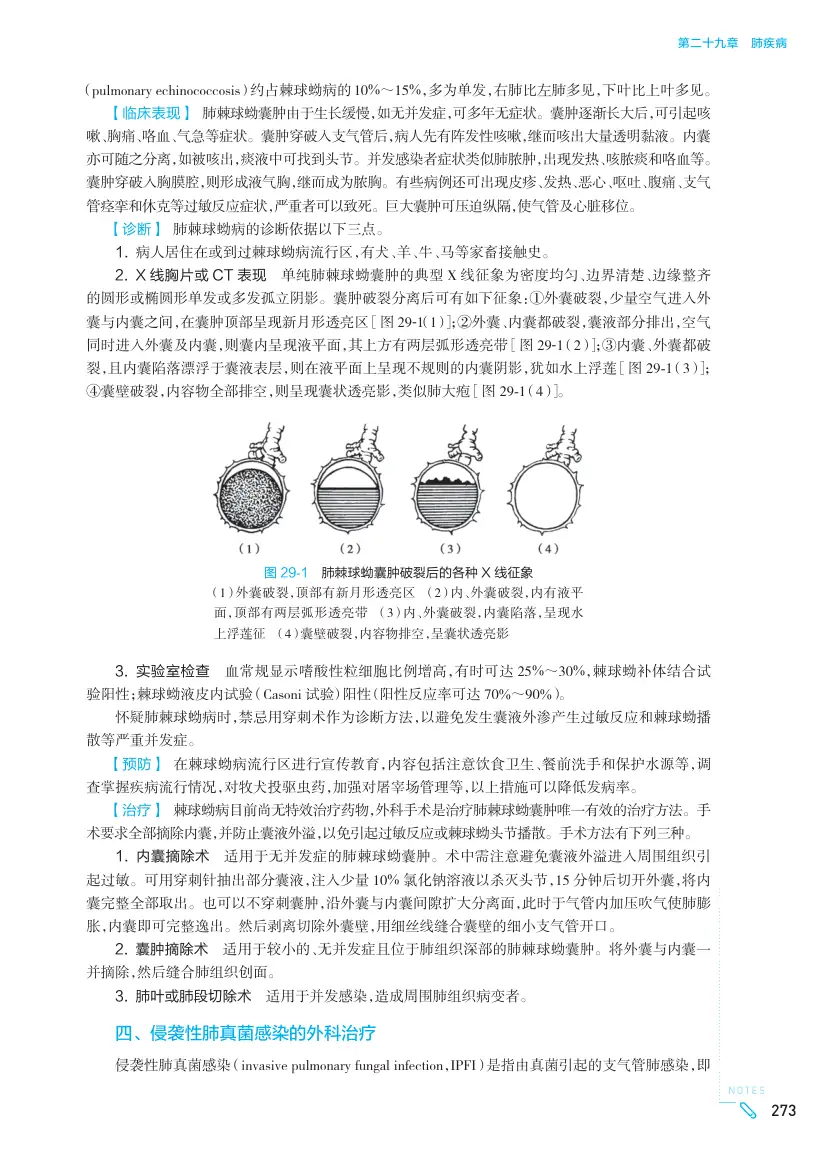 第二十九章 肺疾病
（pulmonary echinococcosis）约占棘球蚴病的10%～15%，多为单发，右肺比左肺多见，下叶比上叶多见。
【临床表现】 肺棘球蚴囊肿由于生长缓慢，如无并发症，可多年无症状。囊肿逐渐长大后，可引起咳
嗽、胸痛、咯血、气急等症状。囊肿穿破入支气管后，病人先有阵发性咳嗽，继而咳出大量透明黏液。内囊
亦可随之分离，如被咳出，痰液中可找到头节。并发感染者症状类似肺脓肿，出现发热、咳脓痰和咯血等。
囊肿穿破入胸膜腔，则形成液气胸，继而成为脓胸。有些病例还可出现皮疹、发热、恶心、呕吐、腹痛、支气
管痉挛和休克等过敏反应症状，严重者可以致死。巨大囊肿可压迫纵隔，使气管及心脏移位。
【诊断】 肺棘球蚴病的诊断依据以下三点。
1. 病人居住在或到过棘球蚴病流行区，有犬、羊、牛、马等家畜接触史。
2. X线胸片或CT表现 单纯肺棘球蚴囊肿的典型X线征象为密度均匀、边界清楚、边缘整齐
的圆形或椭圆形单发或多发孤立阴影。囊肿破裂分离后可有如下征象：①外囊破裂，少量空气进入外
囊与内囊之间，在囊肿顶部呈现新月形透亮区［图29-1(1)］；②外囊、内囊都破裂，囊液部分排出，空气
同时进入外囊及内囊，则囊内呈现液平面，其上方有两层弧形透亮带［图29-1(2)］；③内囊、外囊都破
裂，且内囊陷落漂浮于囊液表层，则在液平面上呈现不规则的内囊阴影，犹如水上浮莲［图29-1(3)］；
④囊壁破裂，内容物全部排空，则呈现囊状透亮影，类似肺大疱［图29-1(4)］。
（1） （2） （3） （4）
图29-1 肺棘球蚴囊肿破裂后的各种X线征象
（1）外囊破裂，顶部有新月形透亮区 （2）内、外囊破裂，内有液平
面，顶部有两层弧形透亮带 （3）内、外囊破裂，内囊陷落，呈现水
上浮莲征 （4）囊壁破裂，内容物排空，呈囊状透亮影
3. 实验室检查 血常规显示嗜酸性粒细胞比例增高，有时可达25%～30%，棘球蚴补体结合试
验阳性；棘球蚴液皮内试验（Casoni试验）阳性（阳性反应率可达70%～90%）。
怀疑肺棘球蚴病时，禁忌用穿刺术作为诊断方法，以避免发生囊液外渗产生过敏反应和棘球蚴播
散等严重并发症。
【预防】 在棘球蚴病流行区进行宣传教育，内容包括注意饮食卫生、餐前洗手和保护水源等，调
查掌握疾病流行情况，对牧犬投驱虫药，加强对屠宰场管理等，以上措施可以降低发病率。
【治疗】 棘球蚴病目前尚无特效治疗药物，外科手术是治疗肺棘球蚴囊肿唯一有效的治疗方法。手
术要求全部摘除内囊，并防止囊液外溢，以免引起过敏反应或棘球蚴头节播散。手术方法有下列三种。
1. 内囊摘除术 适用于无并发症的肺棘球蚴囊肿。术中需注意避免囊液外溢进入周围组织引
起过敏。可用穿刺针抽出部分囊液，注入少量10%氯化钠溶液以杀灭头节，15分钟后切开外囊，将内
囊完整全部取出。也可以不穿刺囊肿，沿外囊与内囊间隙扩大分离面，此时于气管内加压吹气使肺膨
胀，内囊即可完整逸出。然后剥离切除外囊壁，用细丝线缝合囊壁的细小支气管开口。
2. 囊肿摘除术 适用于较小的、无并发症且位于肺组织深部的肺棘球蚴囊肿。将外囊与内囊一
并摘除，然后缝合肺组织创面。
3. 肺叶或肺段切除术 适用于并发感染，造成周围肺组织病变者。
四、侵袭性肺真菌感染的外科治疗
侵袭性肺真菌感染（invasive pulmonary fungal infection，IPFI）是指由真菌引起的支气管肺感染，即
NOTES
273